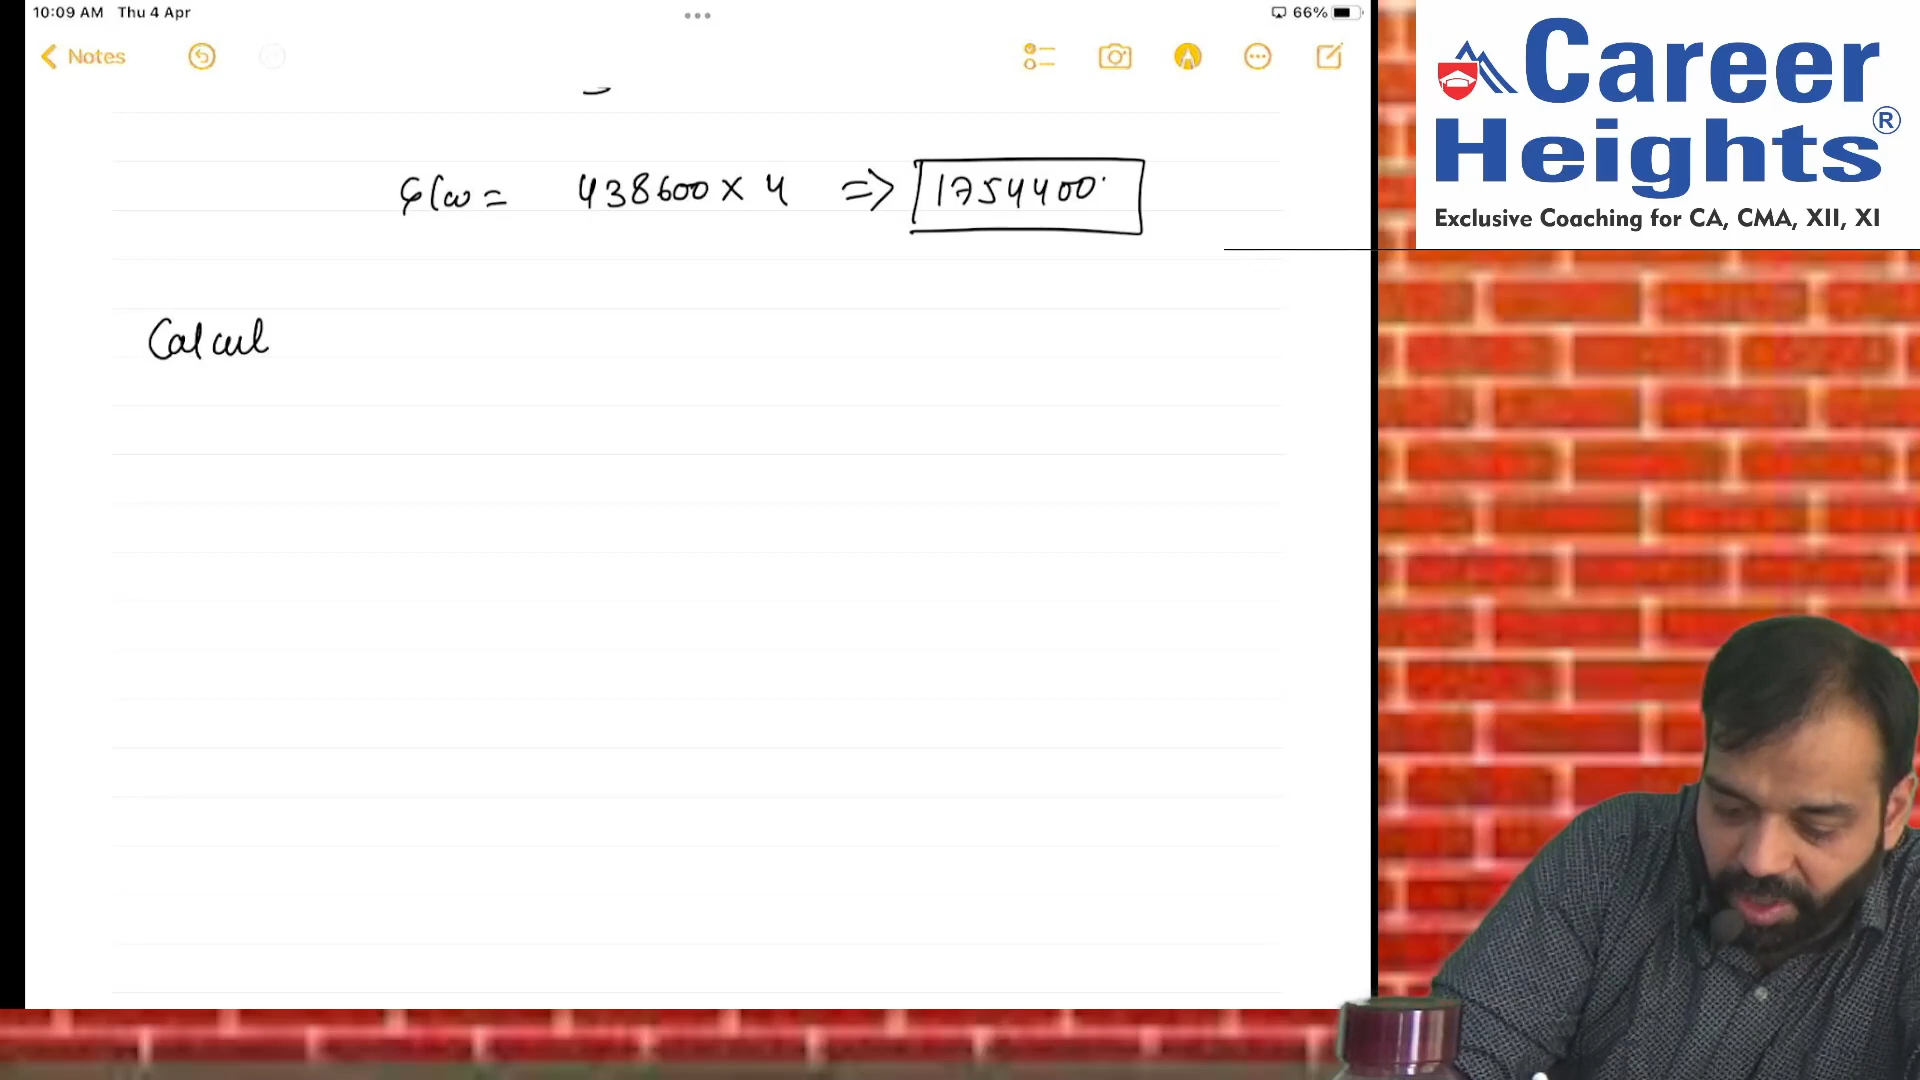 10:09 AM Thu 4 Apr
66%
Notes
G/w = 438600 x 4 => 1754400
Calcul
Career
Heights®
Exclusive Coaching for CA, CMA, XII, XI